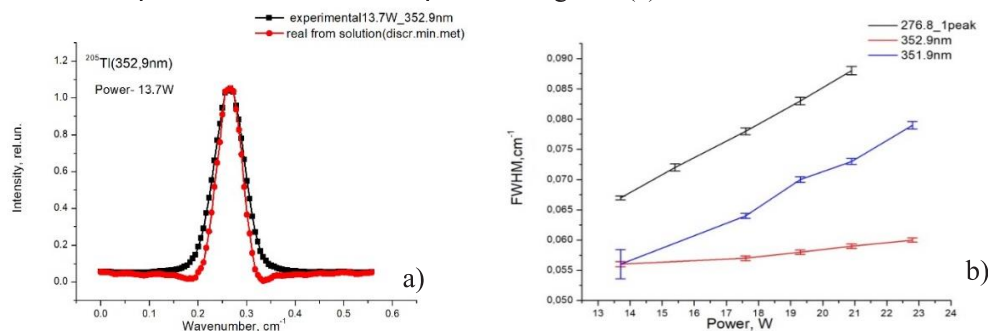 experimental13.7W_352.9nm
real from solution(discr.min.met)
²⁰⁵Tl(352,9nm)
Power- 13.7W
Intensity, rel.un.
1.2
1.0
0.8
0.6
0.4
0.2
0.0
0.0 0.1 0.2 0.3 0.4 0.5 0.6
Wavenumber, cm⁻¹
a)
276.8_1peak
352.9nm
351.9nm
FWHM,cm⁻¹
0,090
0,085
0,080
0,075
0,070
0,065
0,060
0,055
0,050
13 14 15 16 17 18 19 20 21 22 23 24
Power, W
b)